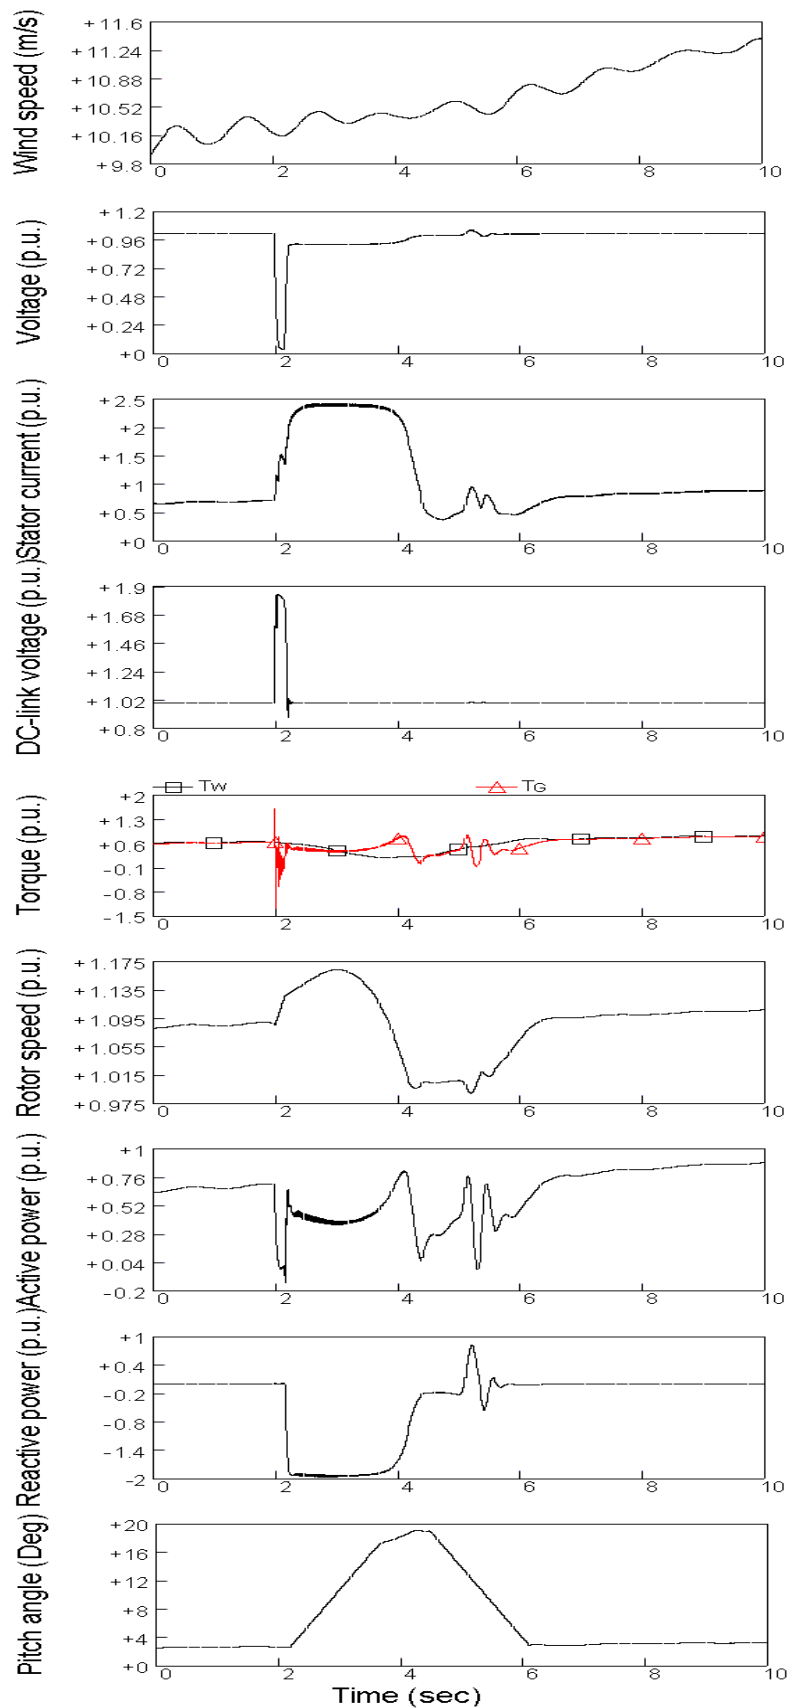 Wind speed (m/s)
+11.6
+11.24
+10.88
+10.52
+10.16
+9.8
0 2 4 6 8 10
Voltage (p.u.)
+1.2
+0.96
+0.72
+0.48
+0.24
+0
0 2 4 6 8 10
Stator current (p.u.)
+2.5
+2
+1.5
+1
+0.5
+0
0 2 4 6 8 10
DC-link voltage (p.u.)
+1.9
+1.68
+1.46
+1.24
+1.02
+0.8
0 2 4 6 8 10
Torque (p.u.)
Tw TG
+2
+1.3
+0.6
-0.1
-0.8
-1.5
0 2 4 6 8 10
Rotor speed (p.u.)
+1.175
+1.135
+1.095
+1.055
+1.015
+0.975
0 2 4 6 8 10
Active power (p.u.)
+1
+0.76
+0.52
+0.28
+0.04
-0.2
0 2 4 6 8 10
Reactive power (p.u.)
+1
+0.4
-0.2
-0.8
-1.4
-2
0 2 4 6 8 10
Pitch angle (Deg)
+20
+16
+12
+8
+4
+0
0 2 4 6 8 10
Time (sec)